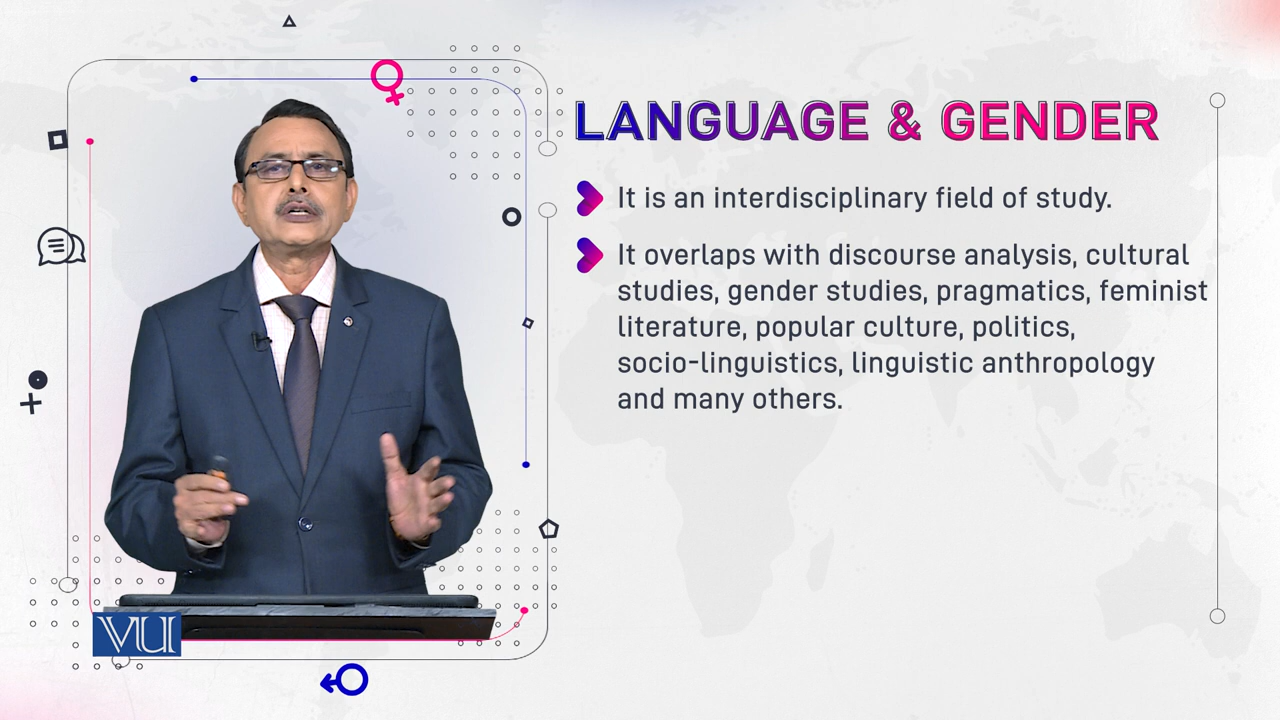 LANGUAGE & GENDER
It is an interdisciplinary field of study.
It overlaps with discourse analysis, cultural
studies, gender studies, pragmatics, feminist
literature, popular culture, politics,
socio-linguistics, linguistic anthropology
and many others.
VU